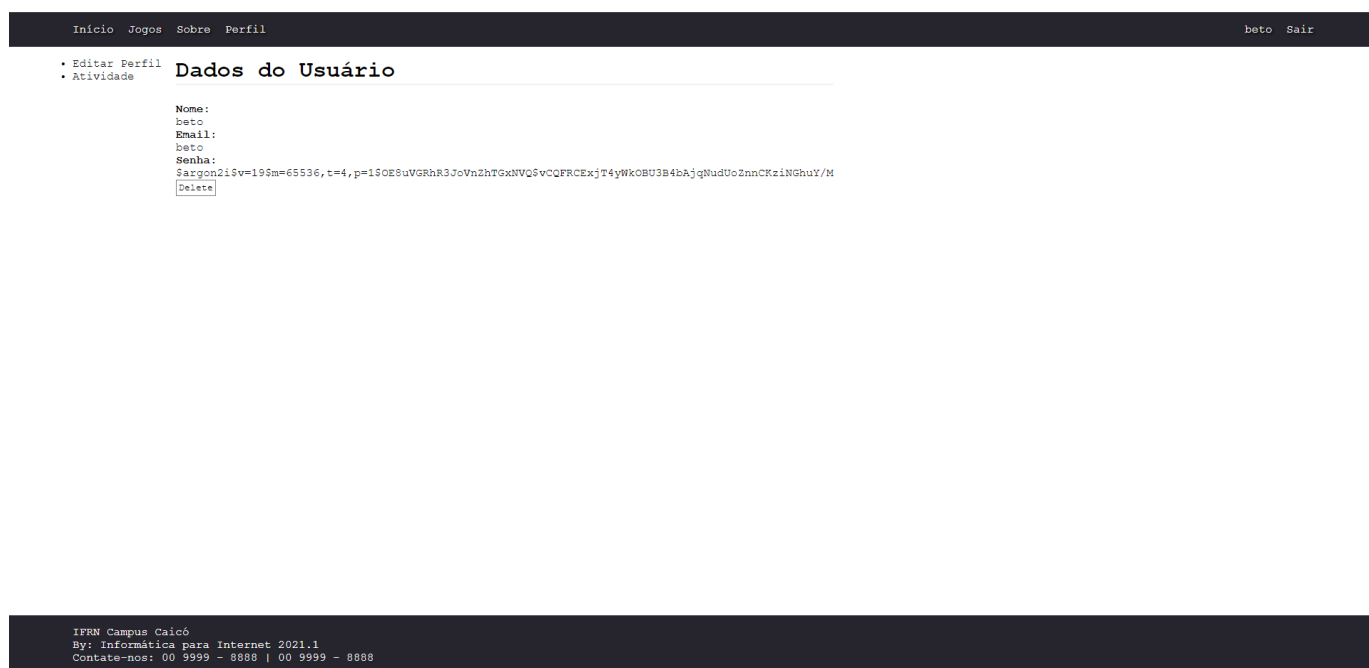 Início Jogos Sobre Perfil beto Sair
• Editar Perfil
• Atividade
Dados do Usuário
Nome:
beto
Email:
beto
Senha:
$argon2i$v=19$m=65536,t=4,p=1$OE8uVGRhR3JoVnZhTGxNVQ$vCQFRCExjT4yWkOBU3B4bAjqNudUoZnnCKziNGhuY/M
Delete
IFRN Campus Caicó
By: Informática para Internet 2021.1
Contate-nos: 00 9999 - 8888 | 00 9999 - 8888